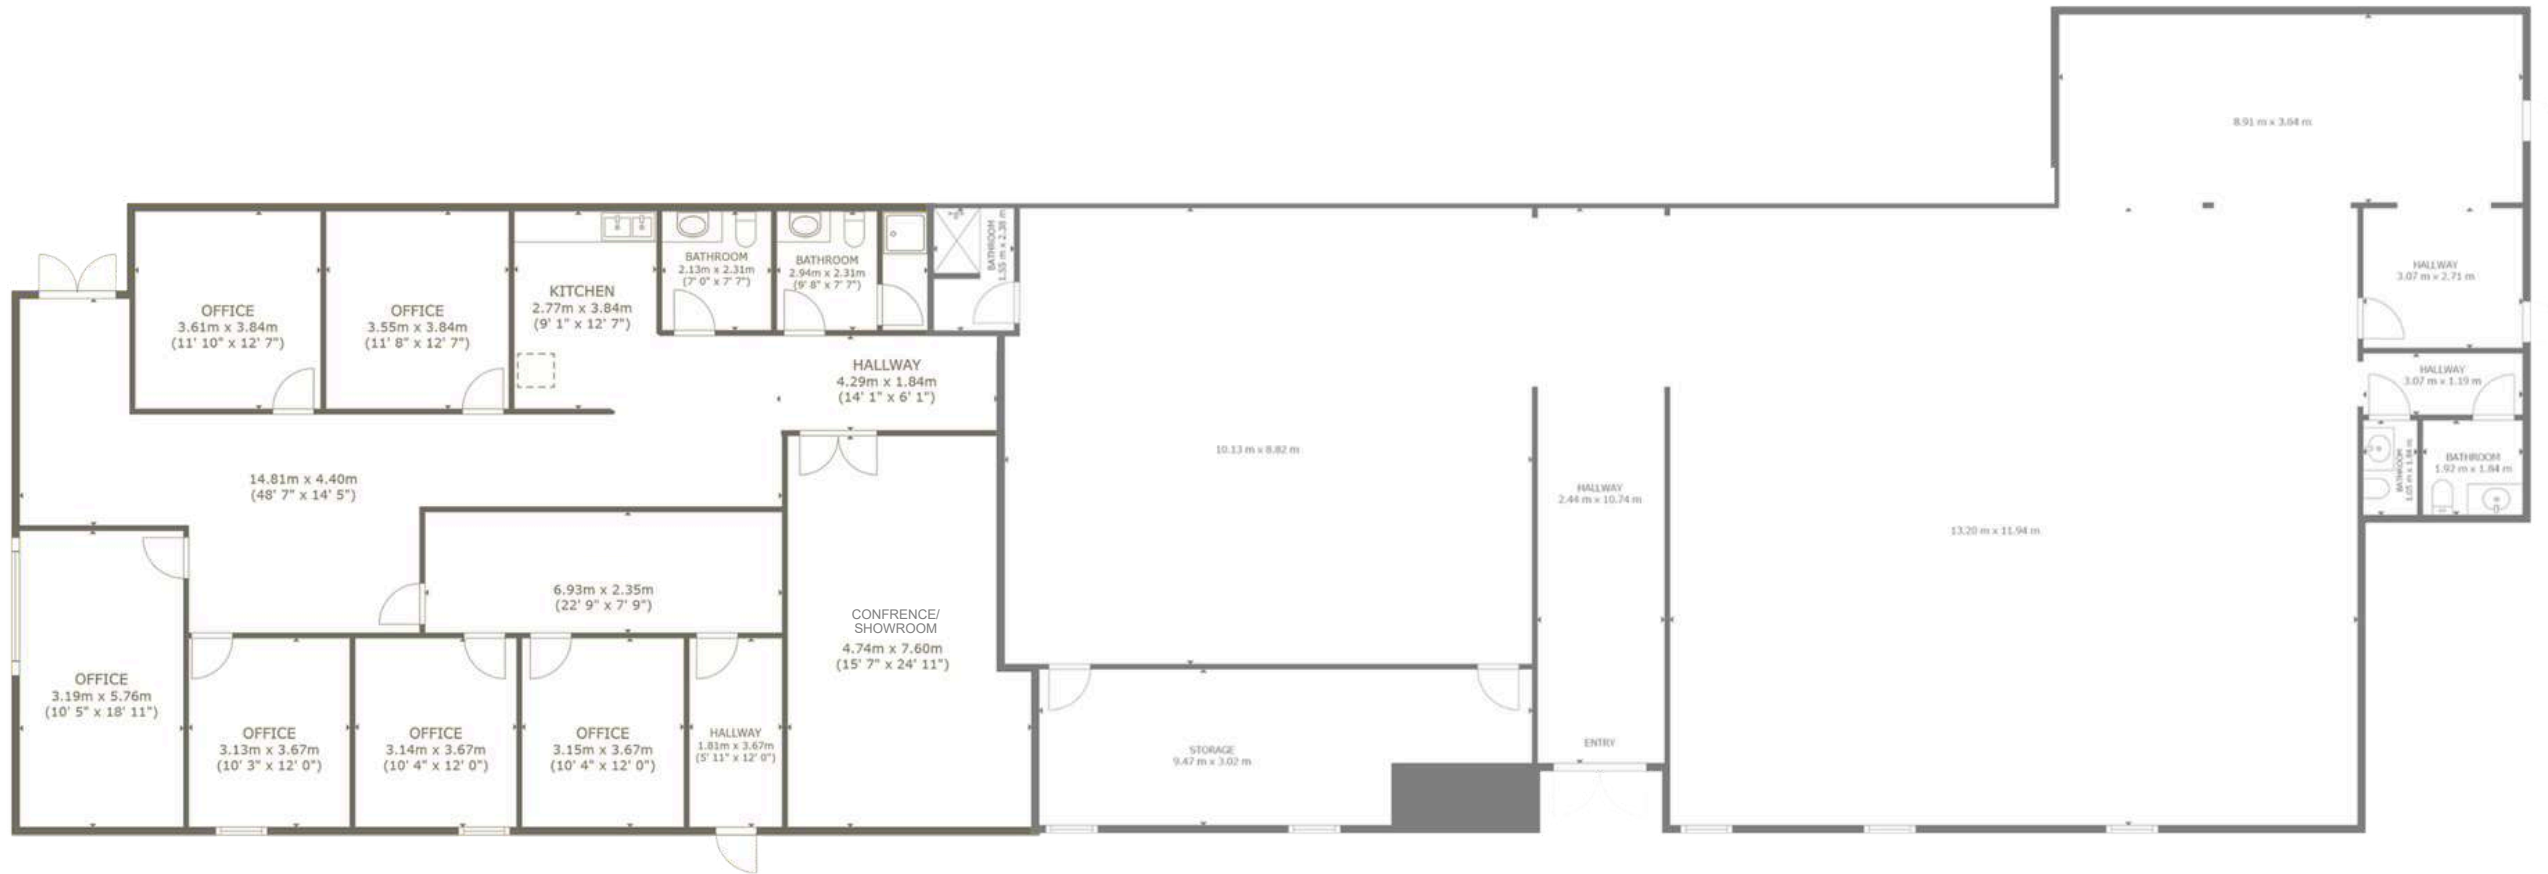 8.91 m x 3.64 m
HALLWAY
3.07 m x 2.71 m
HALLWAY
3.07 m x 1.19 m
BATHROOM
1.05 m x 1.84 m
BATHROOM
1.92 m x 1.84 m
13.20 m x 11.94 m
HALLWAY
2.44 m x 10.74 m
ENTRY
10.13 m x 8.82 m
STORAGE
9.47 m x 3.02 m
BATHROOM
1.55 m x 2.38 m
OFFICE
3.61m x 3.84m
(11' 10" x 12' 7")
OFFICE
3.55m x 3.84m
(11' 8" x 12' 7")
KITCHEN
2.77m x 3.84m
(9' 1" x 12' 7")
BATHROOM
2.13m x 2.31m
(7' 0" x 7' 7")
BATHROOM
2.94m x 2.31m
(9' 8" x 7' 7")
HALLWAY
4.29m x 1.84m
(14' 1" x 6' 1")
14.81m x 4.40m
(48' 7" x 14' 5")
6.93m x 2.35m
(22' 9" x 7' 9")
CONFRENCE/
SHOWROOM
4.74m x 7.60m
(15' 7" x 24' 11")
OFFICE
3.19m x 5.76m
(10' 5" x 18' 11")
OFFICE
3.13m x 3.67m
(10' 3" x 12' 0")
OFFICE
3.14m x 3.67m
(10' 4" x 12' 0")
OFFICE
3.15m x 3.67m
(10' 4" x 12' 0")
HALLWAY
1.81m x 3.67m
(5' 11" x 12' 0")